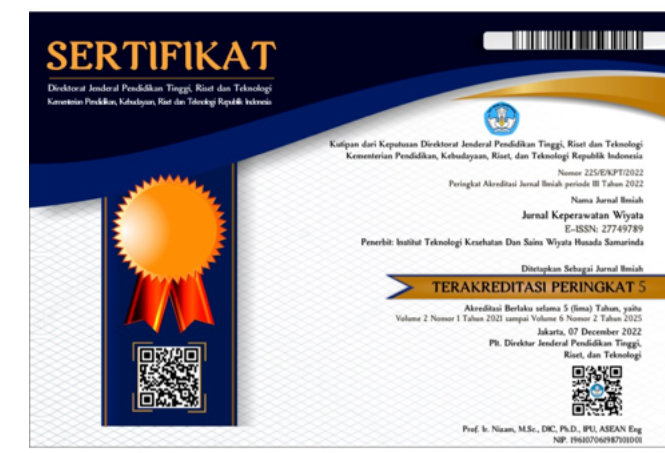 SERTIFIKAT
Direktorat Jenderal Pendidikan Tinggi, Riset dan Teknologi
Kementerian Pendidikan, Kebudayaan, Riset dan Teknologi Republik Indonesia
Kutipan dari Keputusan Direktorat Jenderal Pendidikan Tinggi, Riset dan Teknologi
Kementerian Pendidikan, Kebudayaan, Riset, dan Teknologi Republik Indonesia
Nomor 225/E/KPT/2022
Peringkat Akreditasi Jurnal Ilmiah periode III Tahun 2022
Nama Jurnal Ilmiah
Jurnal Keperawatan Wiyata
E-ISSN: 27749789
Penerbit: Institut Teknologi Kesehatan Dan Sains Wiyata Husada Samarinda
Ditetapkan Sebagai Jurnal Ilmiah
TERAKREDITASI PERINGKAT 5
Akreditasi Berlaku selama 5 (lima) Tahun, yaitu
Volume 2 Nomor 1 Tahun 2021 sampai Volume 6 Nomor 2 Tahun 2025
Jakarta, 07 December 2022
Plt. Direktur Jenderal Pendidikan Tinggi,
Riset, dan Teknologi
Prof. Ir. Nizam, M.Sc., DIC, Ph.D., IPU, ASEAN Eng
NIP. 196107061987101001